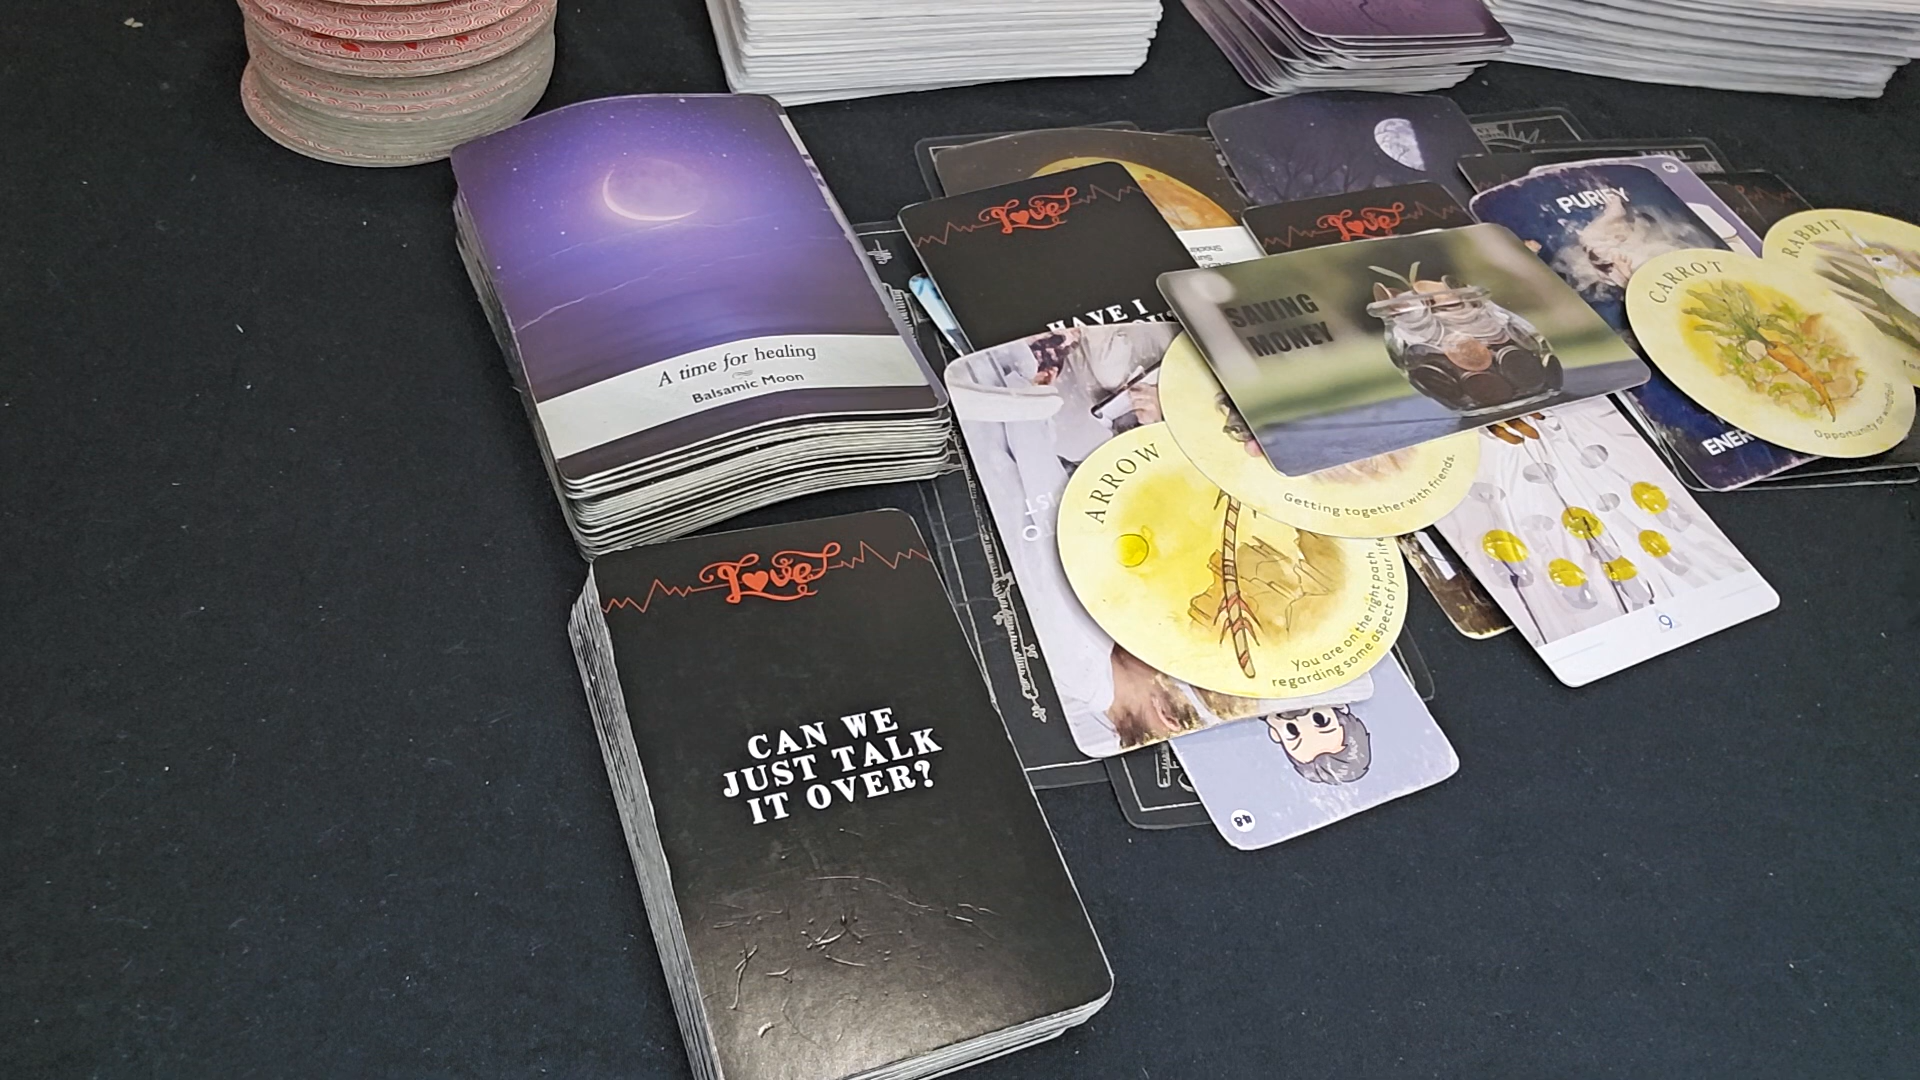 A time for healing
Balsamic Moon
Love
CAN WE
JUST TALK
IT OVER?
Love
HAVE I
Love
SAVING
MONEY
PURIFY
CARROT
Opportunity
RABBIT
ARROW
You are on the right path
regarding some aspect of your life.
Getting together with friends.
9
48